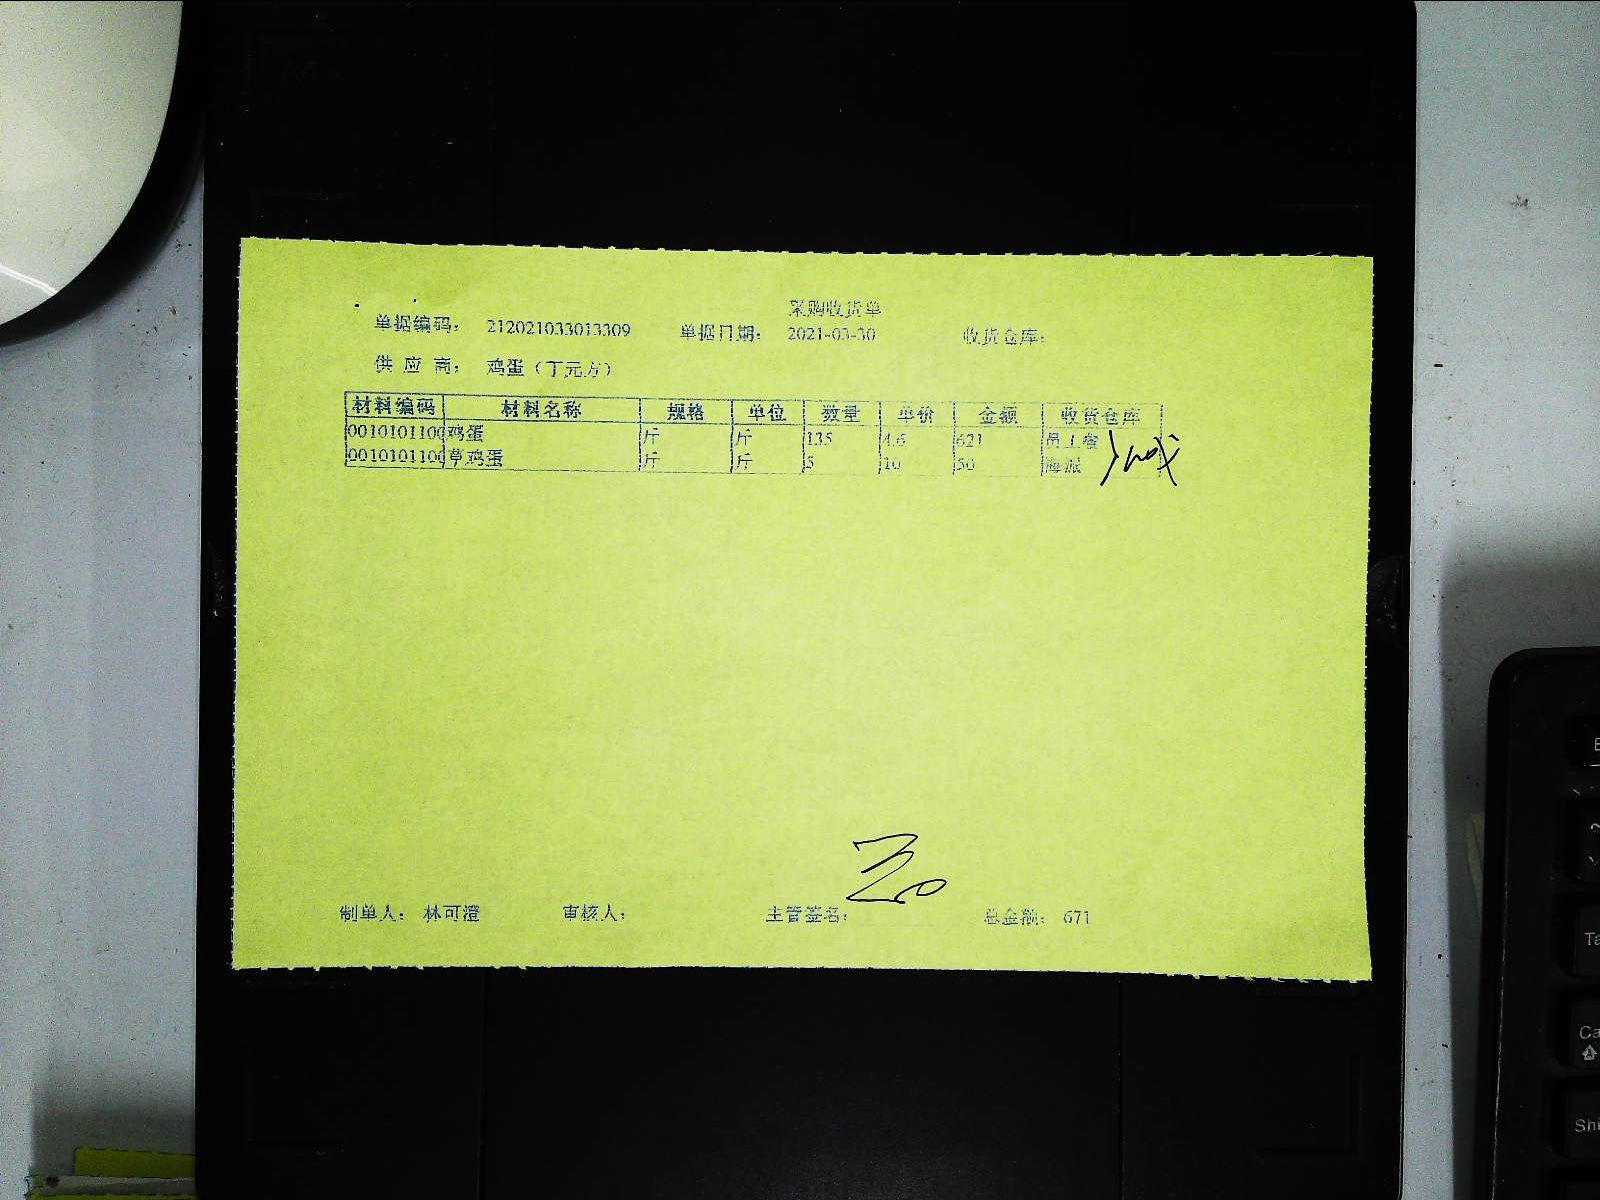 采购收货单
单据编码： 212021033013309 单据日期： 2021-03-30 收货仓库：
供 应 商： 鸡蛋（丁元方）
材料编码 材料名称 规格 单位 数量 单价 金额 收货仓库
0010101100 鸡蛋 斤 斤 135 4.6 621 员工餐
0010101100 草鸡蛋 斤 斤 5 10 50 海派
制单人： 林可澄 审核人： 主管签名： 总金额： 671